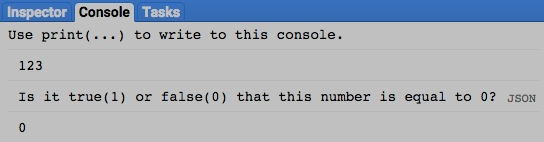 Inspector Console Tasks
Use print(...) to write to this console.
123
Is it true(1) or false(0) that this number is equal to 0? JSON
0